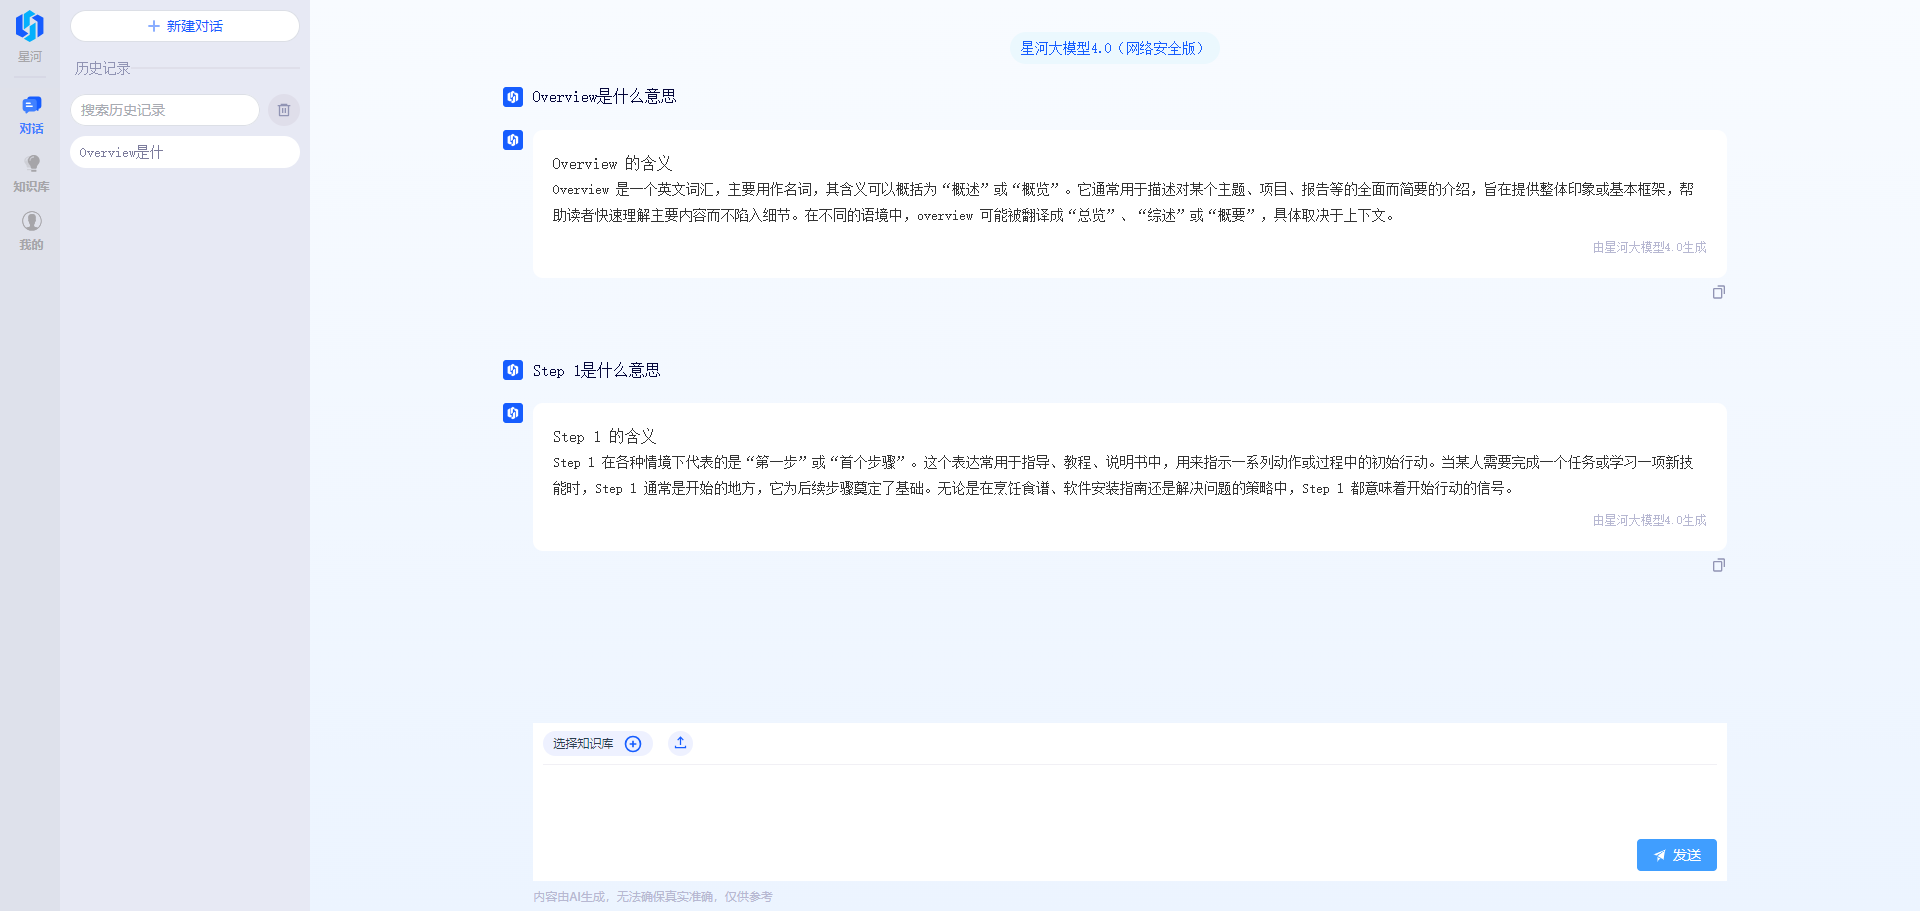 星河
对话
知识库
我的
新建对话
历史记录
搜索历史记录
Overview是什
星河大模型4.0（网络安全版）
Overview是什么意思
Overview 的含义
Overview 是一个英文词汇，主要用作名词，其含义可以概括为“概述”或“概览”。它通常用于描述对某个主题、项目、报告等的全面而简要的介绍，旨在提供整体印象或基本框架，帮
助读者快速理解主要内容而不陷入细节。在不同的语境中，overview 可能被翻译成“总览”、“综述”或“概要”，具体取决于上下文。
由星河大模型4.0生成
Step 1是什么意思
Step 1 的含义
Step 1 在各种情境下代表的是“第一步”或“首个步骤”。这个表达常用于指导、教程、说明书中，用来指示一系列动作或过程中的初始行动。当某人需要完成一个任务或学习一项新技
能时，Step 1 通常是开始的地方，它为后续步骤奠定了基础。无论是在烹饪食谱、软件安装指南还是解决问题的策略中，Step 1 都意味着开始行动的信号。
由星河大模型4.0生成
选择知识库
发送
内容由AI生成，无法确保真实准确，仅供参考